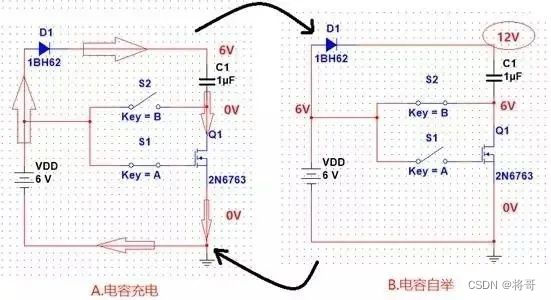 D1
1BH62
6V
C1
1µF
S2
0V
Key = B
Q1
S1
VDD
6 V
Key = A
2N6763
0V
A.电容充电
D1
1BH62
12V
C1
1µF
S2
6V
6V
Key = B
Q1
S1
VDD
6 V
Key = A
2N6763
0V
B.电容自举
CSDN @将哥